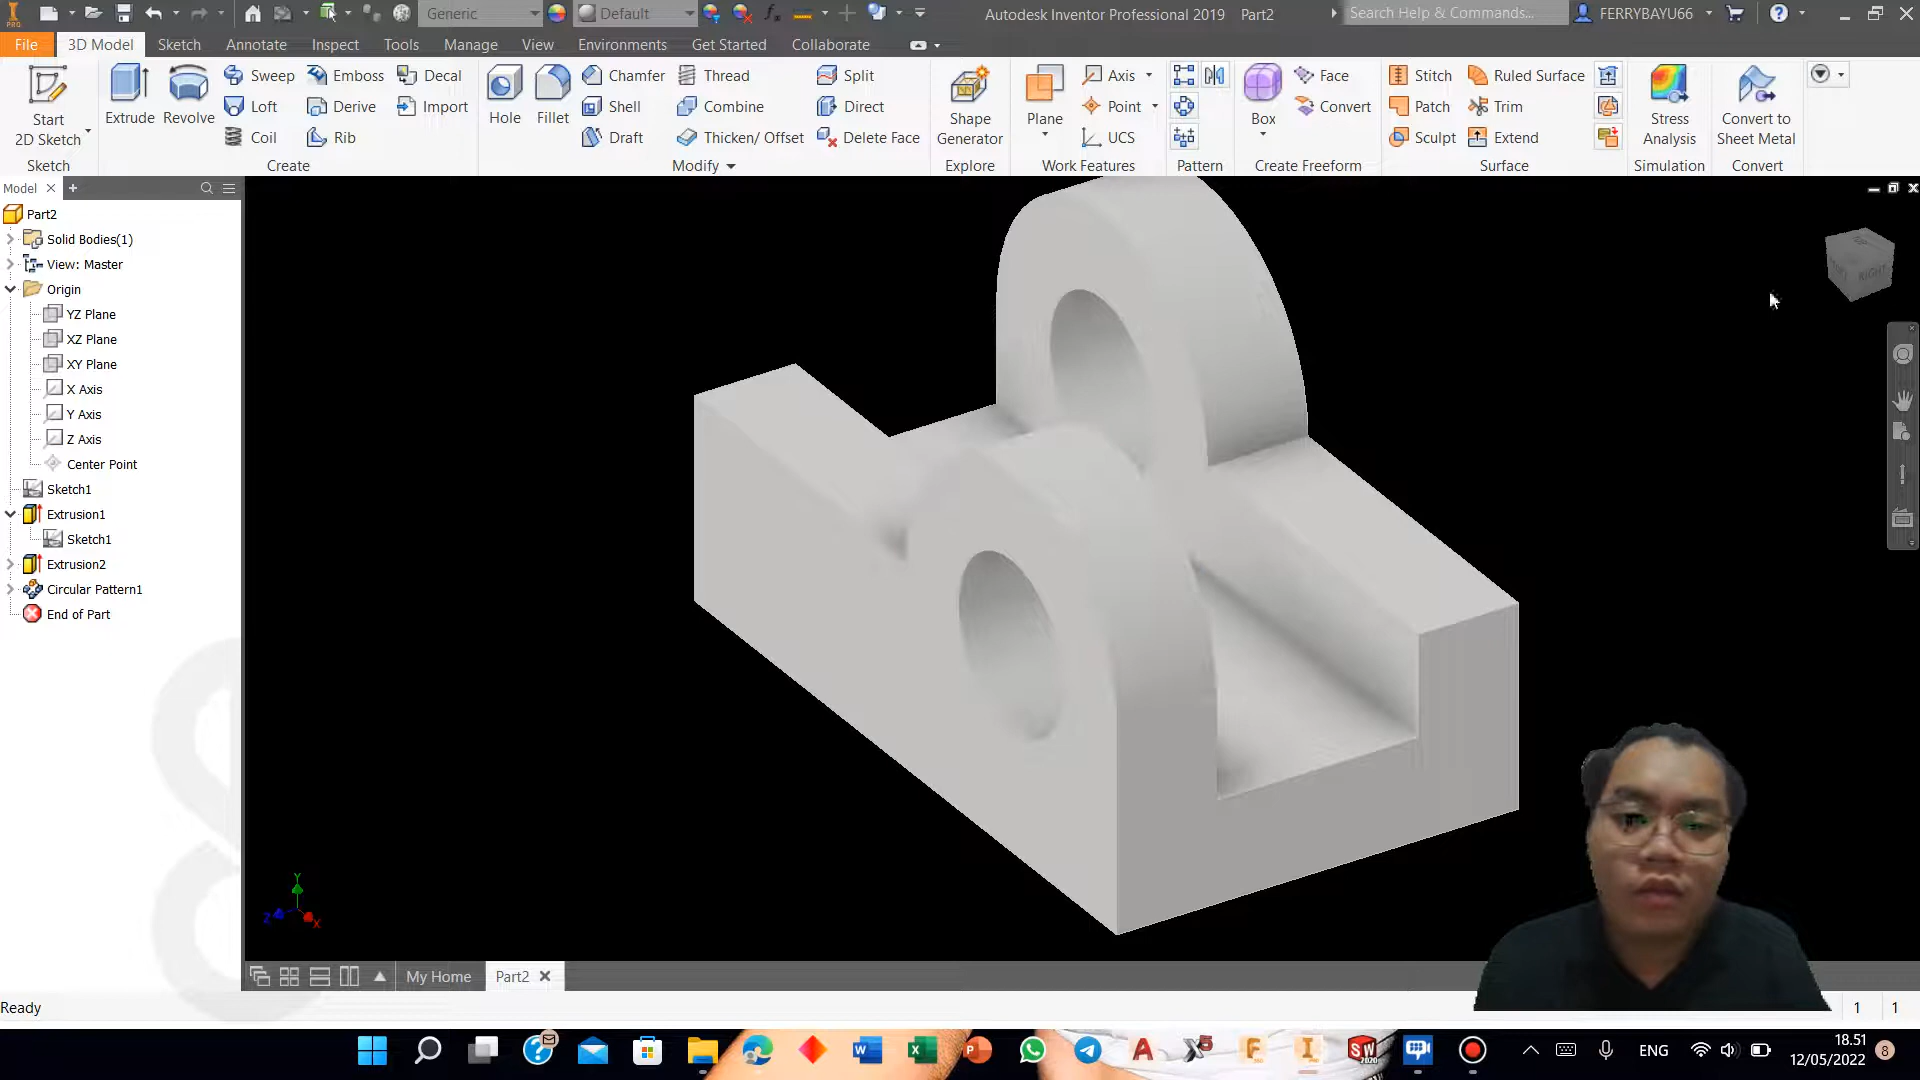 Generic
Default
Autodesk Inventor Professional 2019 Part2
Search Help & Commands...
FERRYBAYU66
File 3D Model Sketch Annotate Inspect Tools Manage View Environments Get Started Collaborate
Start
2D Sketch
Sketch
Extrude
Revolve
Sweep
Loft
Coil
Emboss
Derive
Rib
Decal
Import
Create
Hole
Fillet
Chamfer
Shell
Draft
Thread
Combine
Thicken/ Offset
Split
Direct
Delete Face
Modify
Shape
Generator
Explore
Plane
Axis
Point
UCS
Work Features
Pattern
Box
Face
Convert
Create Freeform
Stitch
Patch
Sculpt
Ruled Surface
Trim
Extend
Surface
Stress
Analysis
Simulation
Convert to
Sheet Metal
Convert
Model
Part2
Solid Bodies(1)
View: Master
Origin
YZ Plane
XZ Plane
XY Plane
X Axis
Y Axis
Z Axis
Center Point
Sketch1
Extrusion1
Sketch1
Extrusion2
Circular Pattern1
End of Part
RIGHT
Y
Z
X
My Home
Part2
Ready
1 1
ENG
18.51
12/05/2022
8